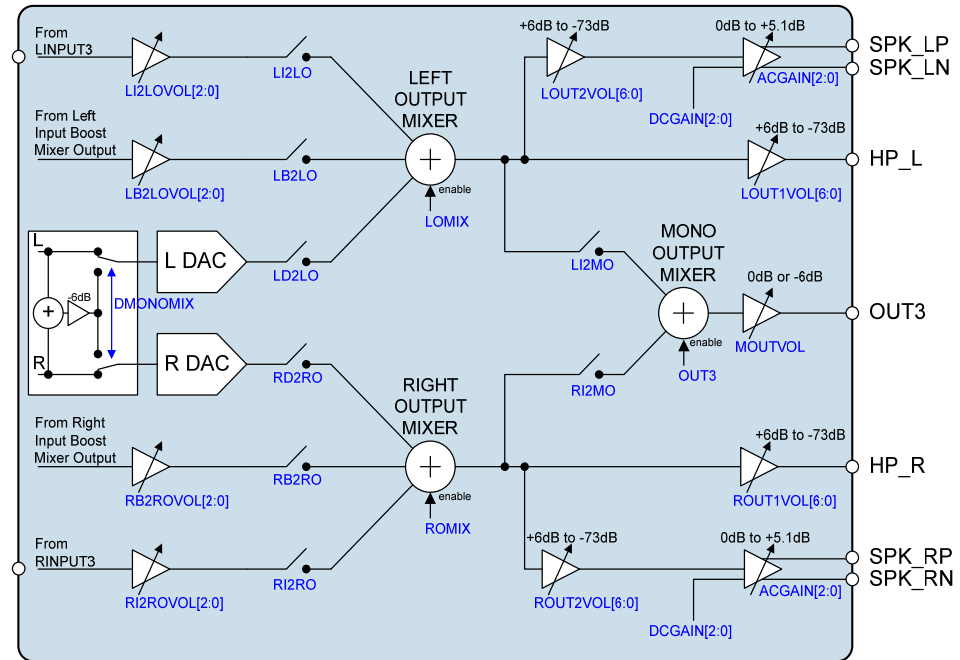 From
LINPUT3
LI2LOVOL[2:0]
LI2LO
+6dB to -73dB
LOUT2VOL[6:0]
0dB to +5.1dB
ACGAIN[2:0]
DCGAIN[2:0]
SPK_LP
SPK_LN
From Left
Input Boost
Mixer Output
LB2LOVOL[2:0]
LB2LO
LEFT
OUTPUT
MIXER
+
enable
LOMIX
+6dB to -73dB
LOUT1VOL[6:0]
HP_L
L
-6dB
+
R
DMONOMIX
L DAC
LD2LO
R DAC
RD2RO
LI2MO
RI2MO
MONO
OUTPUT
MIXER
+
enable
OUT3
0dB or -6dB
MOUTVOL
OUT3
From Right
Input Boost
Mixer Output
RB2ROVOL[2:0]
RB2RO
RIGHT
OUTPUT
MIXER
+
enable
ROMIX
+6dB to -73dB
ROUT1VOL[6:0]
HP_R
From
RINPUT3
RI2ROVOL[2:0]
RI2RO
+6dB to -73dB
ROUT2VOL[6:0]
0dB to +5.1dB
ACGAIN[2:0]
DCGAIN[2:0]
SPK_RP
SPK_RN